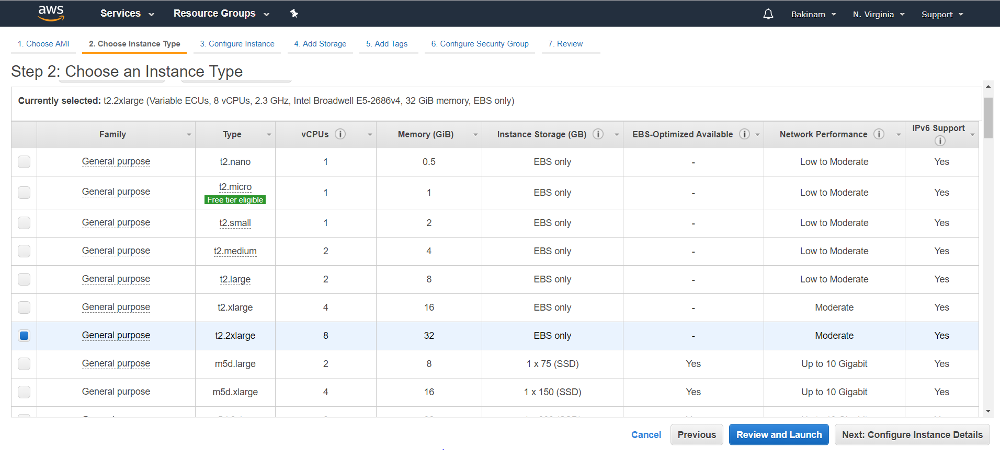 aws Services Resource Groups Bakinam N. Virginia Support
1. Choose AMI 2. Choose Instance Type 3. Configure Instance 4. Add Storage 5. Add Tags 6. Configure Security Group 7. Review
Step 2: Choose an Instance Type
Currently selected: t2.2xlarge (Variable ECUs, 8 vCPUs, 2.3 GHz, Intel Broadwell E5-2686v4, 32 GiB memory, EBS only)
Family Type vCPUs Memory (GiB) Instance Storage (GB) EBS-Optimized Available Network Performance IPv6 Support
General purpose t2.nano 1 0.5 EBS only - Low to Moderate Yes
General purpose t2.micro 1 1 EBS only - Low to Moderate Yes
Free tier eligible
General purpose t2.small 1 2 EBS only - Low to Moderate Yes
General purpose t2.medium 2 4 EBS only - Low to Moderate Yes
General purpose t2.large 2 8 EBS only - Low to Moderate Yes
General purpose t2.xlarge 4 16 EBS only - Moderate Yes
General purpose t2.2xlarge 8 32 EBS only - Moderate Yes
General purpose m5d.large 2 8 1 x 75 (SSD) Yes Up to 10 Gigabit Yes
General purpose m5d.xlarge 4 16 1 x 150 (SSD) Yes Up to 10 Gigabit Yes
Cancel Previous Review and Launch Next: Configure Instance Details